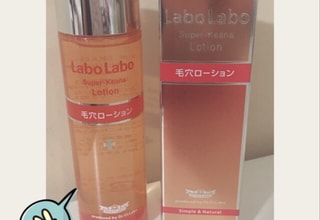 Labo Labo
Super-Keana
Lotion
毛穴ローション
Labo Labo
Super-Keana
Lotion
毛穴ローション
Simple & Natural